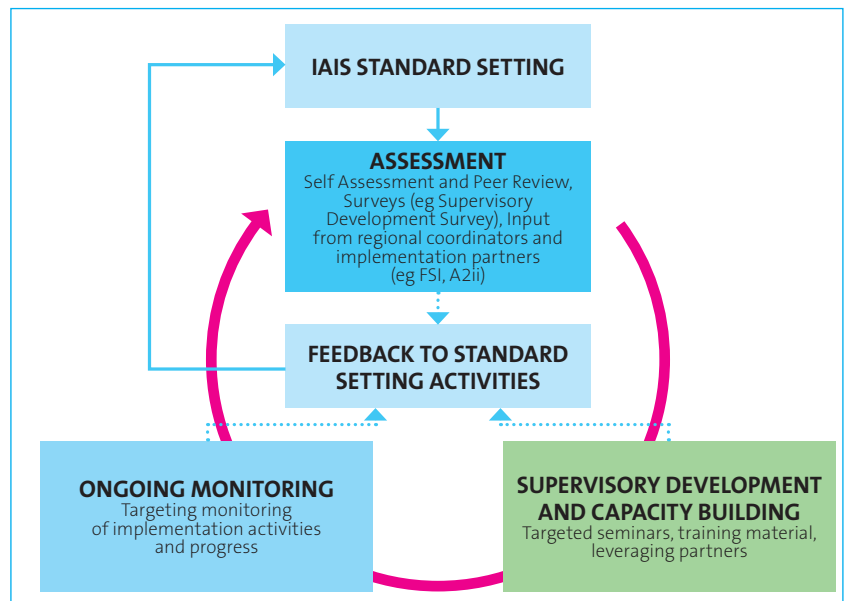 IAIS STANDARD SETTING
ASSESSMENT
Self Assessment and Peer Review,
Surveys (eg Supervisory
Development Survey), Input
from regional coordinators and
implementation partners
(eg FSI, A2ii)
FEEDBACK TO STANDARD
SETTING ACTIVITIES
ONGOING MONITORING
Targeting monitoring
of implementation activities
and progress
SUPERVISORY DEVELOPMENT
AND CAPACITY BUILDING
Targeted seminars, training material,
leveraging partners